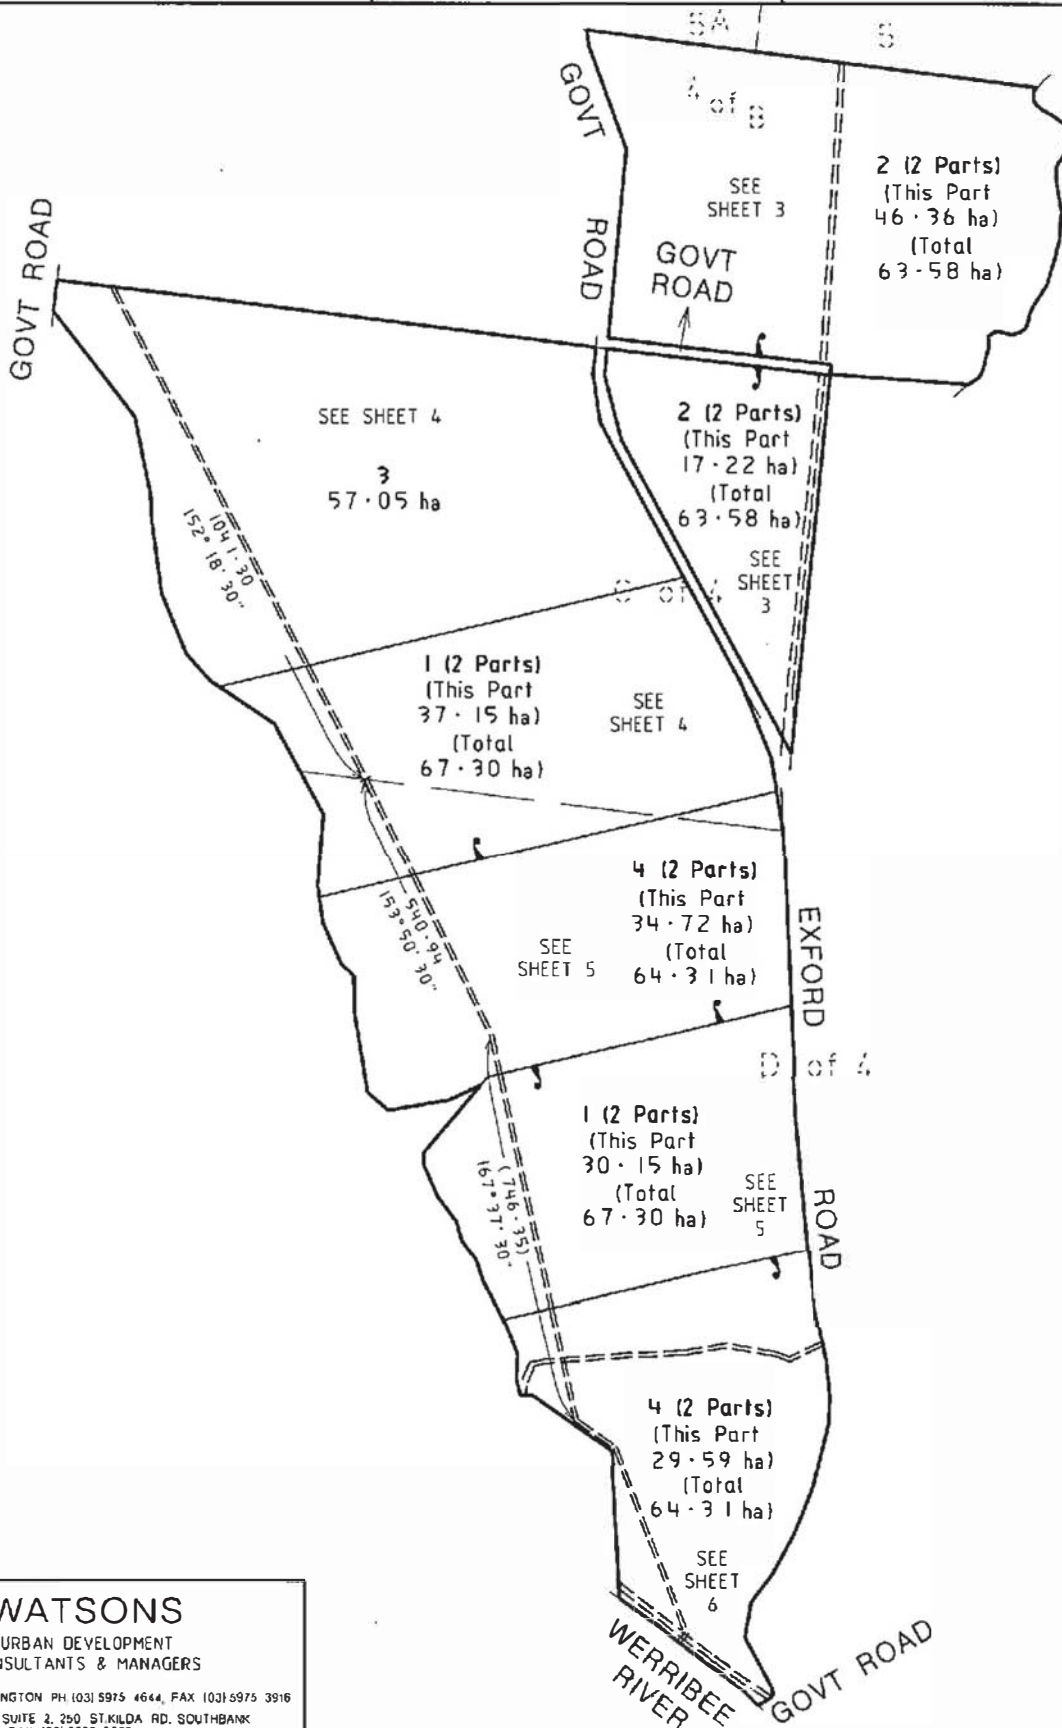 5A
5
4 of B
GOVT
ROAD
SEE
SHEET 3
GOVT
ROAD
2 (2 Parts)
(This Part
46·36 ha)
(Total
63·58 ha)
GOVT ROAD
SEE SHEET 4
3
57·05 ha
1041·30
152° 18' 30"
2 (2 Parts)
(This Part
17·22 ha)
(Total
63·58 ha)
SEE
SHEET
3
C of 4
1 (2 Parts)
(This Part
37·15 ha)
(Total
67·30 ha)
SEE
SHEET 4
540·94
153° 50' 30"
SEE
SHEET 5
4 (2 Parts)
(This Part
34·72 ha)
(Total
64·31 ha)
EXFORD
ROAD
D of 4
1 (2 Parts)
(This Part
30·15 ha)
(Total
67·30 ha)
SEE
SHEET
5
(746·35)
167° 37' 30"
4 (2 Parts)
(This Part
29·59 ha)
(Total
64·31 ha)
SEE
SHEET
6
WERRIBEE
RIVER
GOVT ROAD
WATSONS
URBAN DEVELOPMENT
NSULTANTS & MANAGERS
NGTON PH (03) 5975 4644, FAX (03) 5975 3916
SUITE 2, 250 ST.KILDA RD. SOUTHBANK